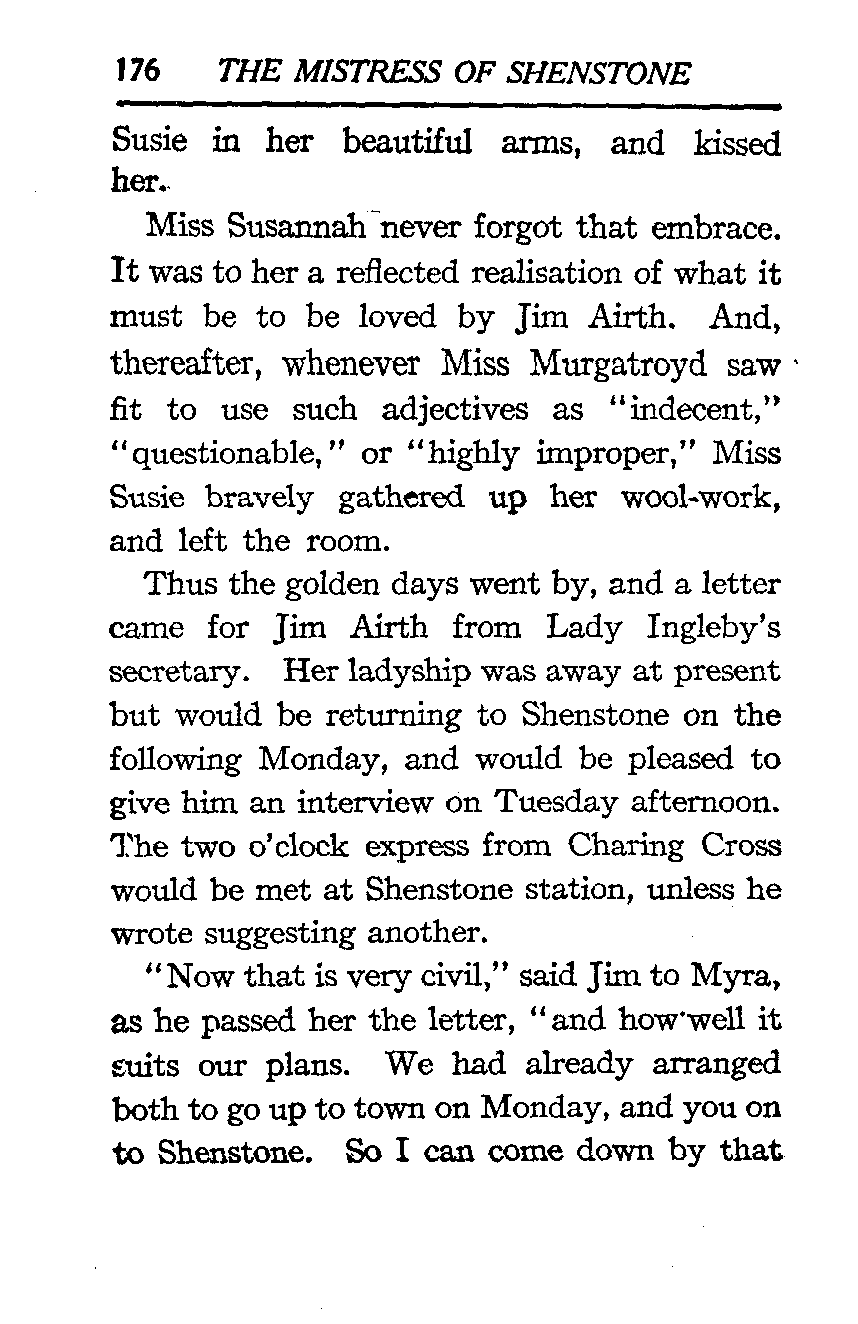 176 THE MISTRESS OF SHENSTONE
Susie in her beautiful arms, and kissed
her.
Miss Susannah never forgot that embrace.
It was to her a reflected realisation of what it
must be to be loved by Jim Airth. And,
thereafter, whenever Miss Murgatroyd saw
fit to use such adjectives as "indecent,"
"questionable," or "highly improper," Miss
Susie bravely gathered up her wool-work,
and left the room.
Thus the golden days went by, and a letter
came for Jim Airth from Lady Ingleby's
secretary. Her ladyship was away at present
but would be returning to Shenstone on the
following Monday, and would be pleased to
give him an interview on Tuesday afternoon.
The two o'clock express from Charing Cross
would be met at Shenstone station, unless he
wrote suggesting another.
"Now that is very civil," said Jim to Myra,
as he passed her the letter, "and how well it
suits our plans. We had already arranged
both to go up to town on Monday, and you on
to Shenstone. So I can come down by that